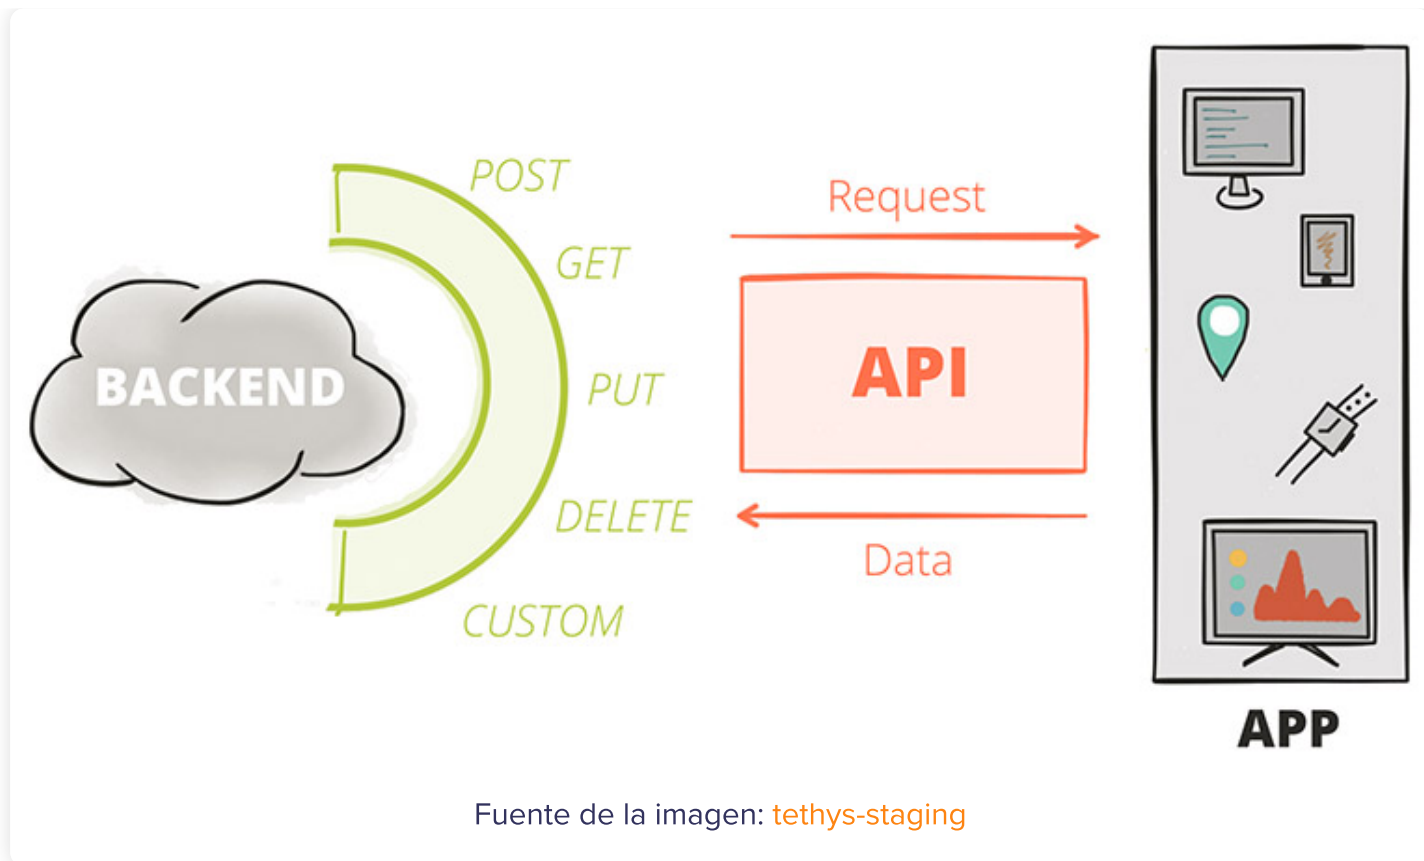 POST
GET
PUT
DELETE
CUSTOM
BACKEND
Request
API
Data
APP
Fuente de la imagen: tethys-staging